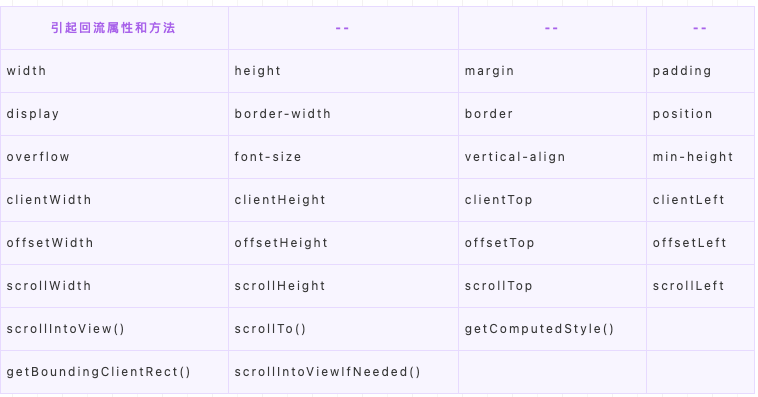 引起回流属性和方法 -- -- --
width height margin padding
display border-width border position
overflow font-size vertical-align min-height
clientWidth clientHeight clientTop clientLeft
offsetWidth offsetHeight offsetTop offsetLeft
scrollWidth scrollHeight scrollTop scrollLeft
scrollIntoView() scrollTo() getComputedStyle()
getBoundingClientRect() scrollIntoViewIfNeeded()